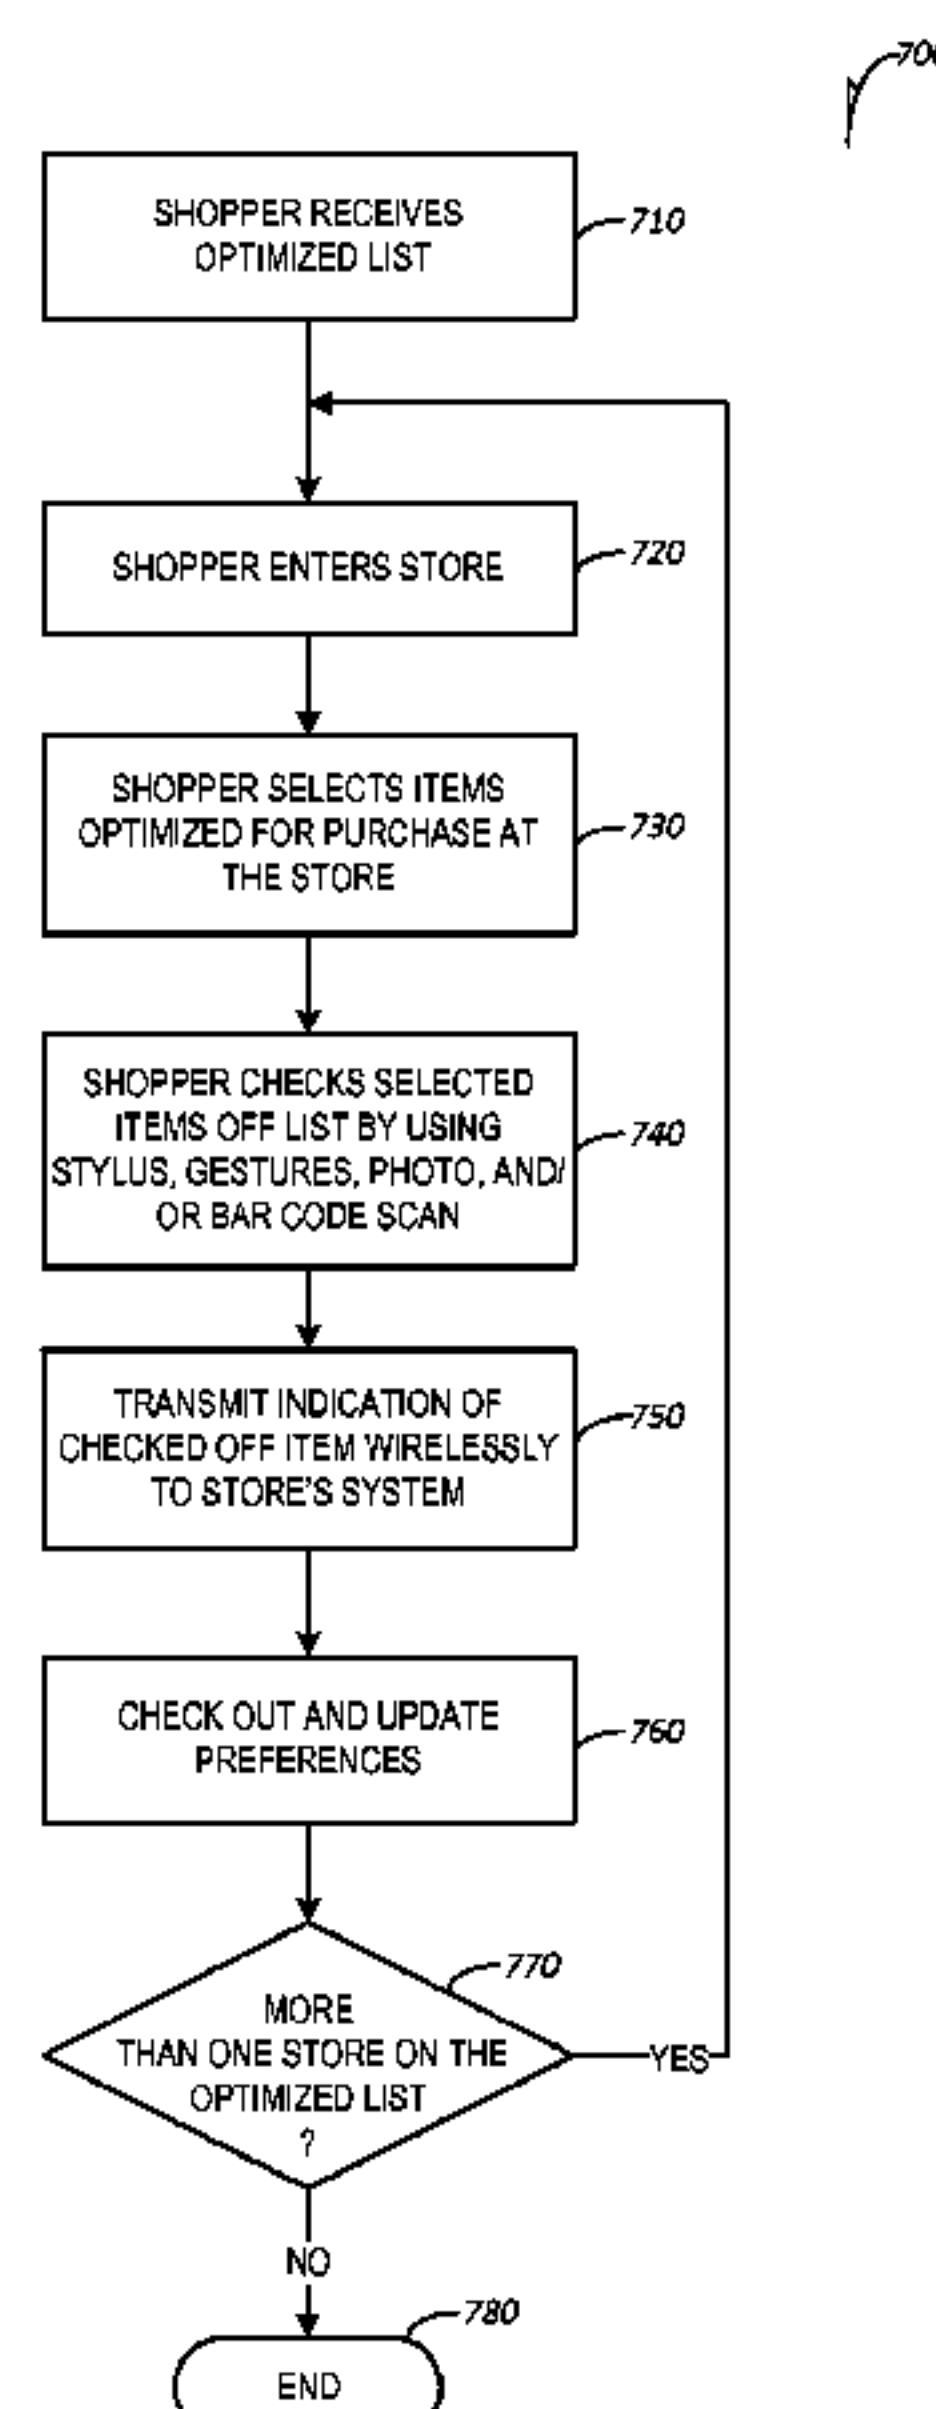 700
SHOPPER RECEIVES
OPTIMIZED LIST
710
SHOPPER ENTERS STORE
720
SHOPPER SELECTS ITEMS
OPTIMIZED FOR PURCHASE AT
THE STORE
730
SHOPPER CHECKS SELECTED
ITEMS OFF LIST BY USING
STYLUS, GESTURES, PHOTO, AND/
OR BAR CODE SCAN
740
TRANSMIT INDICATION OF
CHECKED OFF ITEM WIRELESSLY
TO STORE'S SYSTEM
750
CHECK OUT AND UPDATE
PREFERENCES
760
770
MORE
THAN ONE STORE ON THE
OPTIMIZED LIST
?
YES
NO
780
END